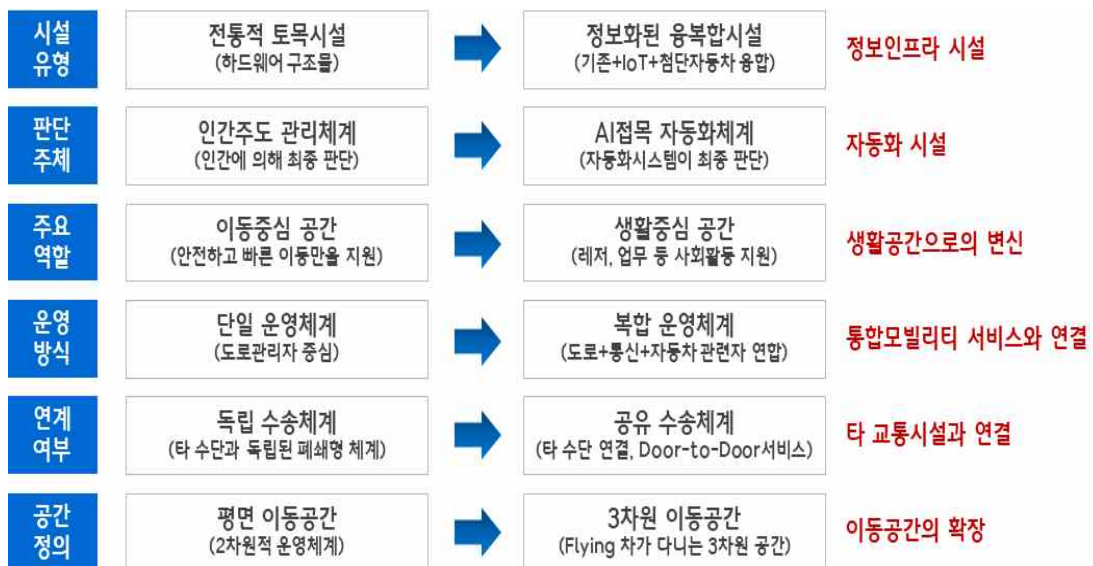 시설
유형
전통적 토목시설
(하드웨어 구조물)
정보화된 융복합시설
(기존+IoT+첨단자동차 융합)
정보인프라 시설
판단
주체
인간주도 관리체계
(인간에 의해 최종 판단)
AI접목 자동화체계
(자동화시스템이 최종 판단)
자동화 시설
주요
역할
이동중심 공간
(안전하고 빠른 이동만을 지원)
생활중심 공간
(레저, 업무 등 사회활동 지원)
생활공간으로의 변신
운영
방식
단일 운영체계
(도로관리자 중심)
복합 운영체계
(도로+통신+자동차 관련자 연합)
통합모빌리티 서비스와 연결
연계
여부
독립 수송체계
(타 수단과 독립된 폐쇄형 체계)
공유 수송체계
(타 수단 연결, Door-to-Door서비스)
타 교통시설과 연결
공간
정의
평면 이동공간
(2차원적 운영체계)
3차원 이동공간
(Flying 차가 다니는 3차원 공간)
이동공간의 확장